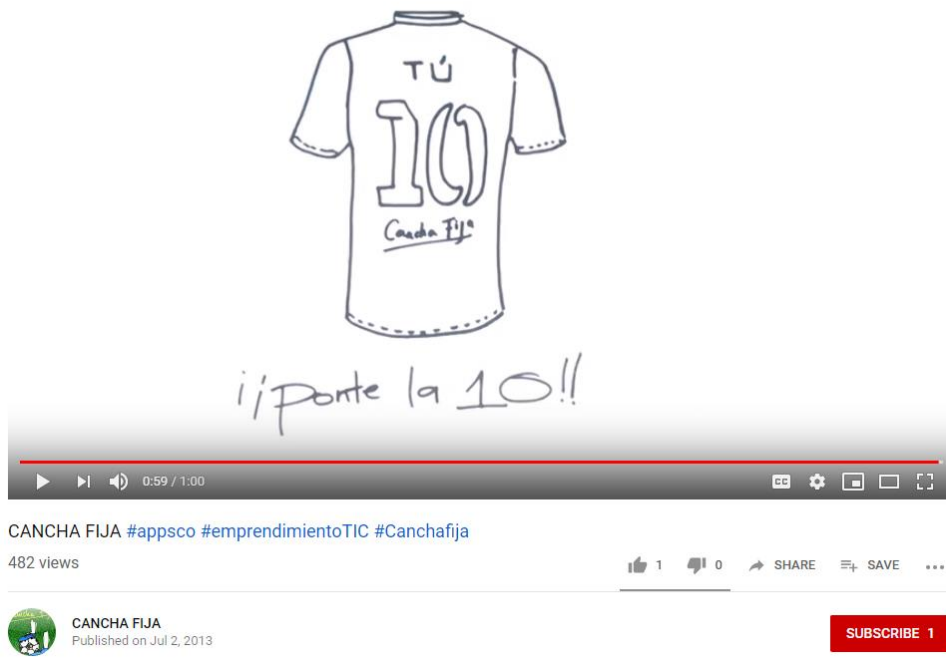 TÚ
10
Cancha Fija
¡¡ponte la 10!!
0:59 / 1:00
CC
CANCHA FIJA #appsco #emprendimientoTIC #Canchafija
482 views
1 0 SHARE SAVE
CANCHA FIJA
Published on Jul 2, 2013
SUBSCRIBE 1